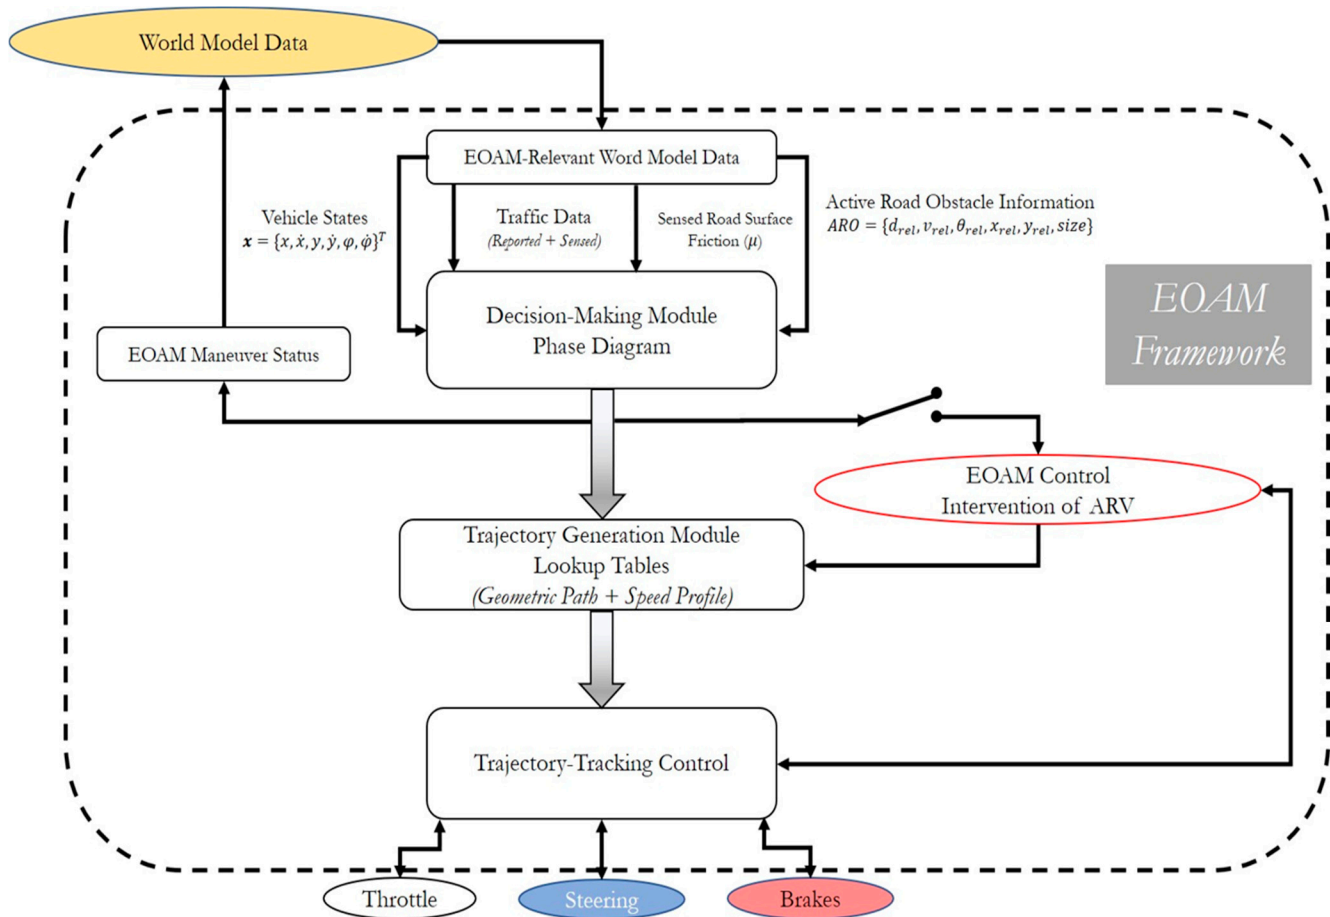 World Model Data
EOAM-Relevant Word Model Data
Vehicle States
𝒙 = {x, ẋ, y, ẏ, φ, φ̇}ᵀ
Traffic Data
(Reported + Sensed)
Sensed Road Surface
Friction (μ)
Active Road Obstacle Information
ARO = {d_rel, v_rel, θ_rel, x_rel, y_rel, size}
EOAM
Framework
Decision-Making Module
Phase Diagram
EOAM Maneuver Status
EOAM Control
Intervention of ARV
Trajectory Generation Module
Lookup Tables
(Geometric Path + Speed Profile)
Trajectory-Tracking Control
Throttle
Steering
Brakes